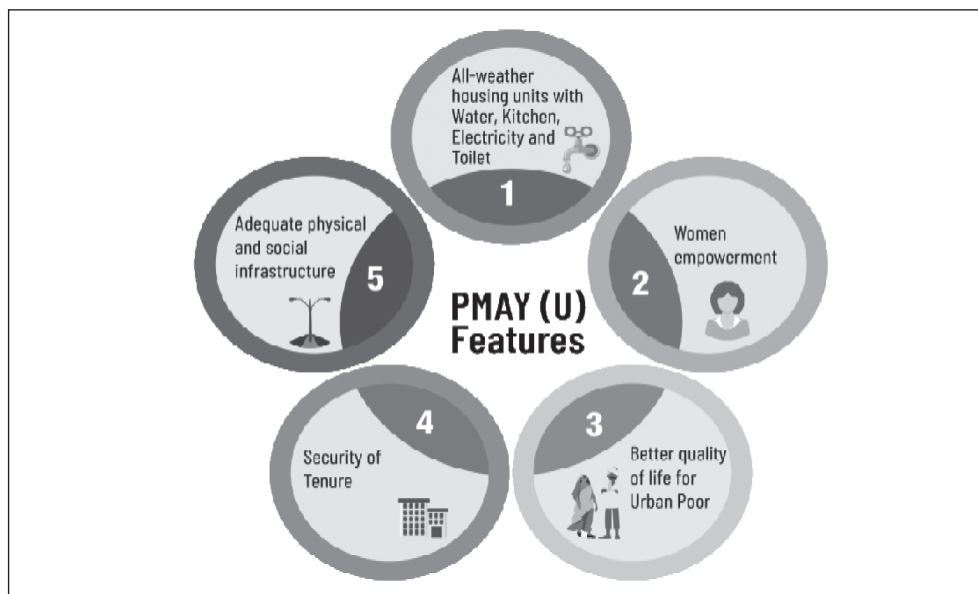 All-weather
housing units with
Water, Kitchen,
Electricity and
Toilet
1
Women
empowerment
2
Better quality
of life for
Urban Poor
3
Security of
Tenure
4
Adequate physical
and social
infrastructure
5
PMAY (U)
Features